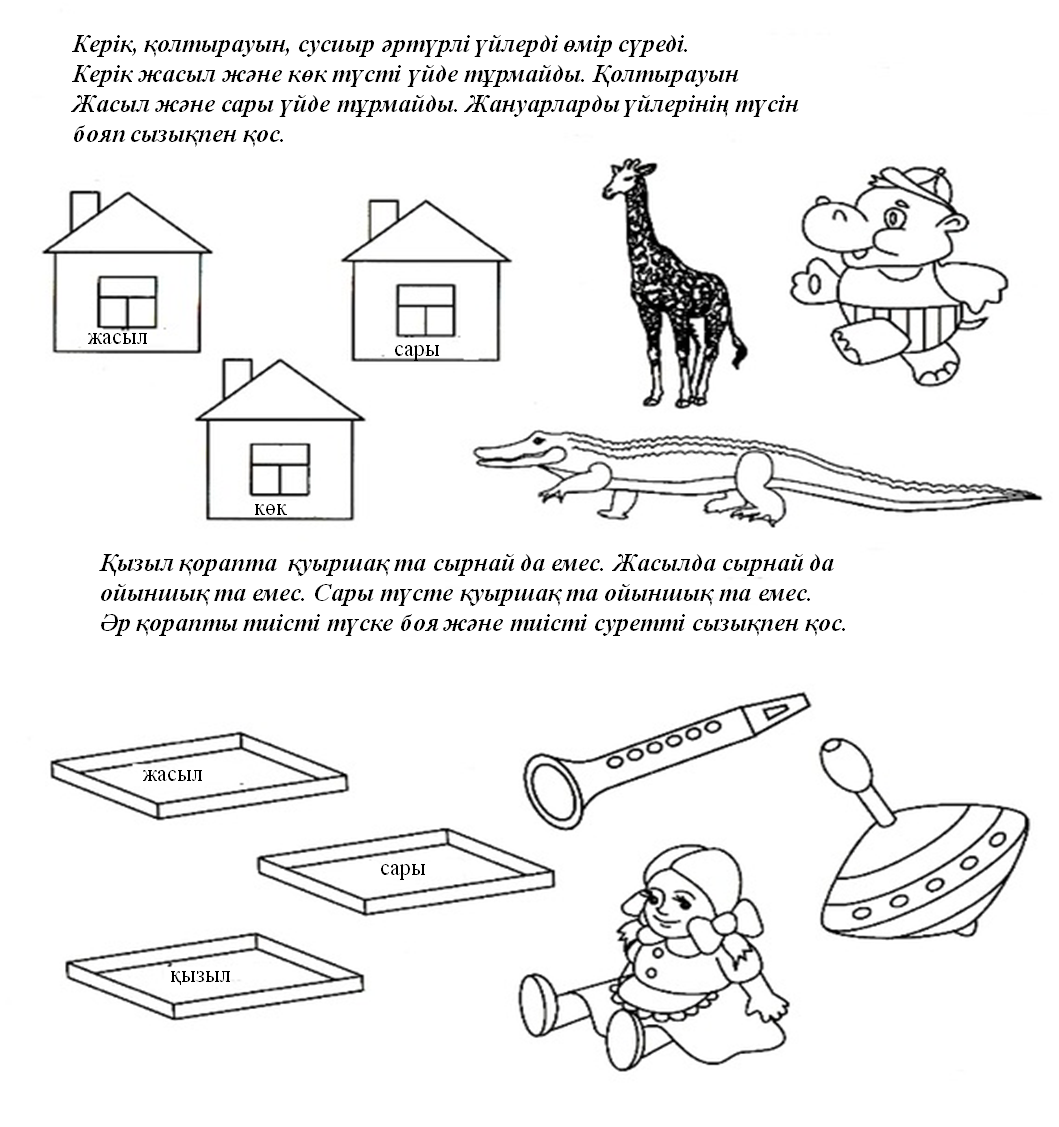 Керік, қолтырауын, сусиыр әртүрлі үйлерді өмір сүреді.
Керік жасыл және көк түсті үйде тұрмайды. Қолтырауын
Жасыл және сары үйде тұрмайды. Жануарларды үйлерінің түсін
бояп сызықпен қос.
жасыл
сары
көк
Қызыл қорапта қуыршақ та сырнай да емес. Жасылда сырнай да
ойыншық та емес. Сары түсте қуыршақ та ойыншық та емес.
Әр қорапты тиісті түске боя және тиісті суретті сызықпен қос.
жасыл
сары
қызыл